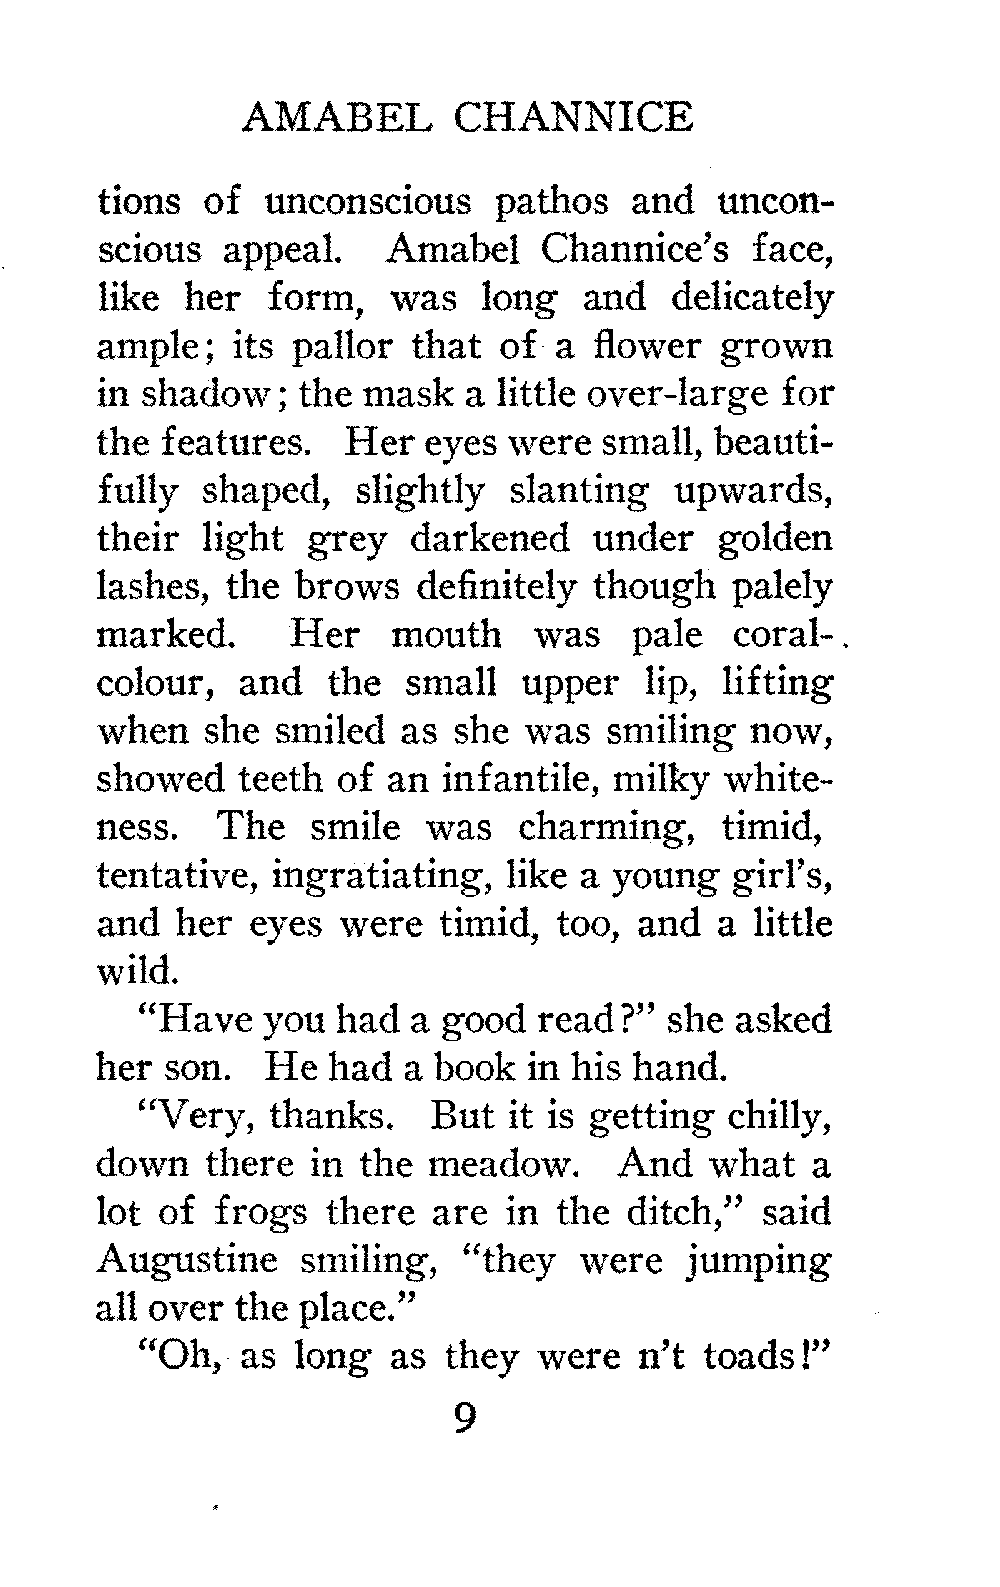 AMABEL CHANNICE
tions of unconscious pathos and uncon-
scious appeal. Amabel Channice's face,
like her form, was long and delicately
ample; its pallor that of a flower grown
in shadow; the mask a little over-large for
the features. Her eyes were small, beauti-
fully shaped, slightly slanting upwards,
their light grey darkened under golden
lashes, the brows definitely though palely
marked. Her mouth was pale coral-
colour, and the small upper lip, lifting
when she smiled as she was smiling now,
showed teeth of an infantile, milky white-
ness. The smile was charming, timid,
tentative, ingratiating, like a young girl's,
and her eyes were timid, too, and a little
wild.
"Have you had a good read?" she asked
her son. He had a book in his hand.
"Very, thanks. But it is getting chilly,
down there in the meadow. And what a
lot of frogs there are in the ditch," said
Augustine smiling, "they were jumping
all over the place."
"Oh, as long as they were n't toads!"
9